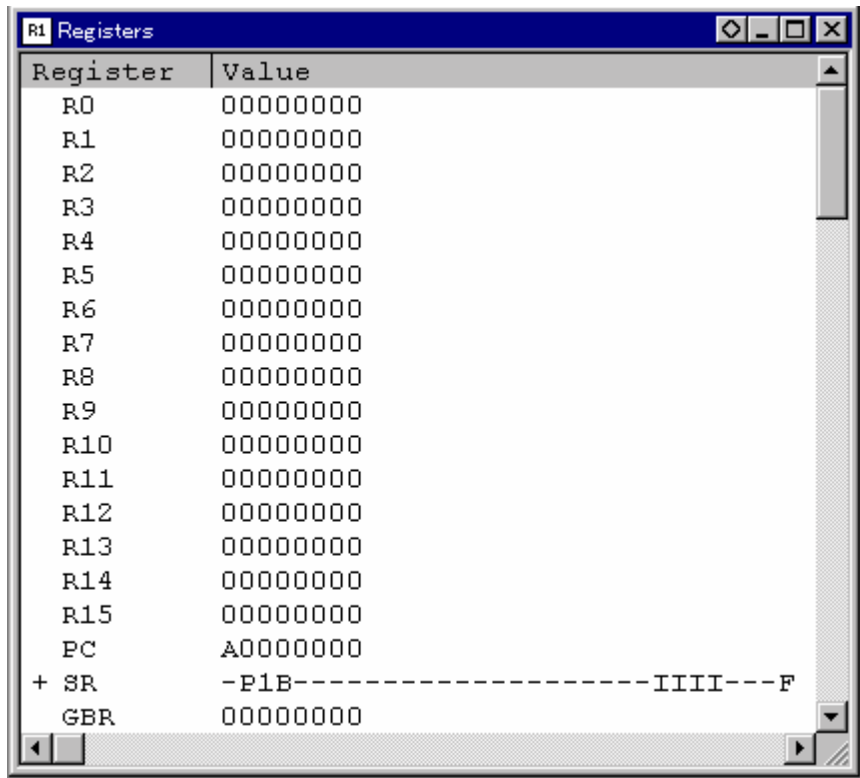 R1 Registers
Register Value
R0 00000000
R1 00000000
R2 00000000
R3 00000000
R4 00000000
R5 00000000
R6 00000000
R7 00000000
R8 00000000
R9 00000000
R10 00000000
R11 00000000
R12 00000000
R13 00000000
R14 00000000
R15 00000000
PC A0000000
+ SR -P1B--------------------IIII---F
GBR 00000000